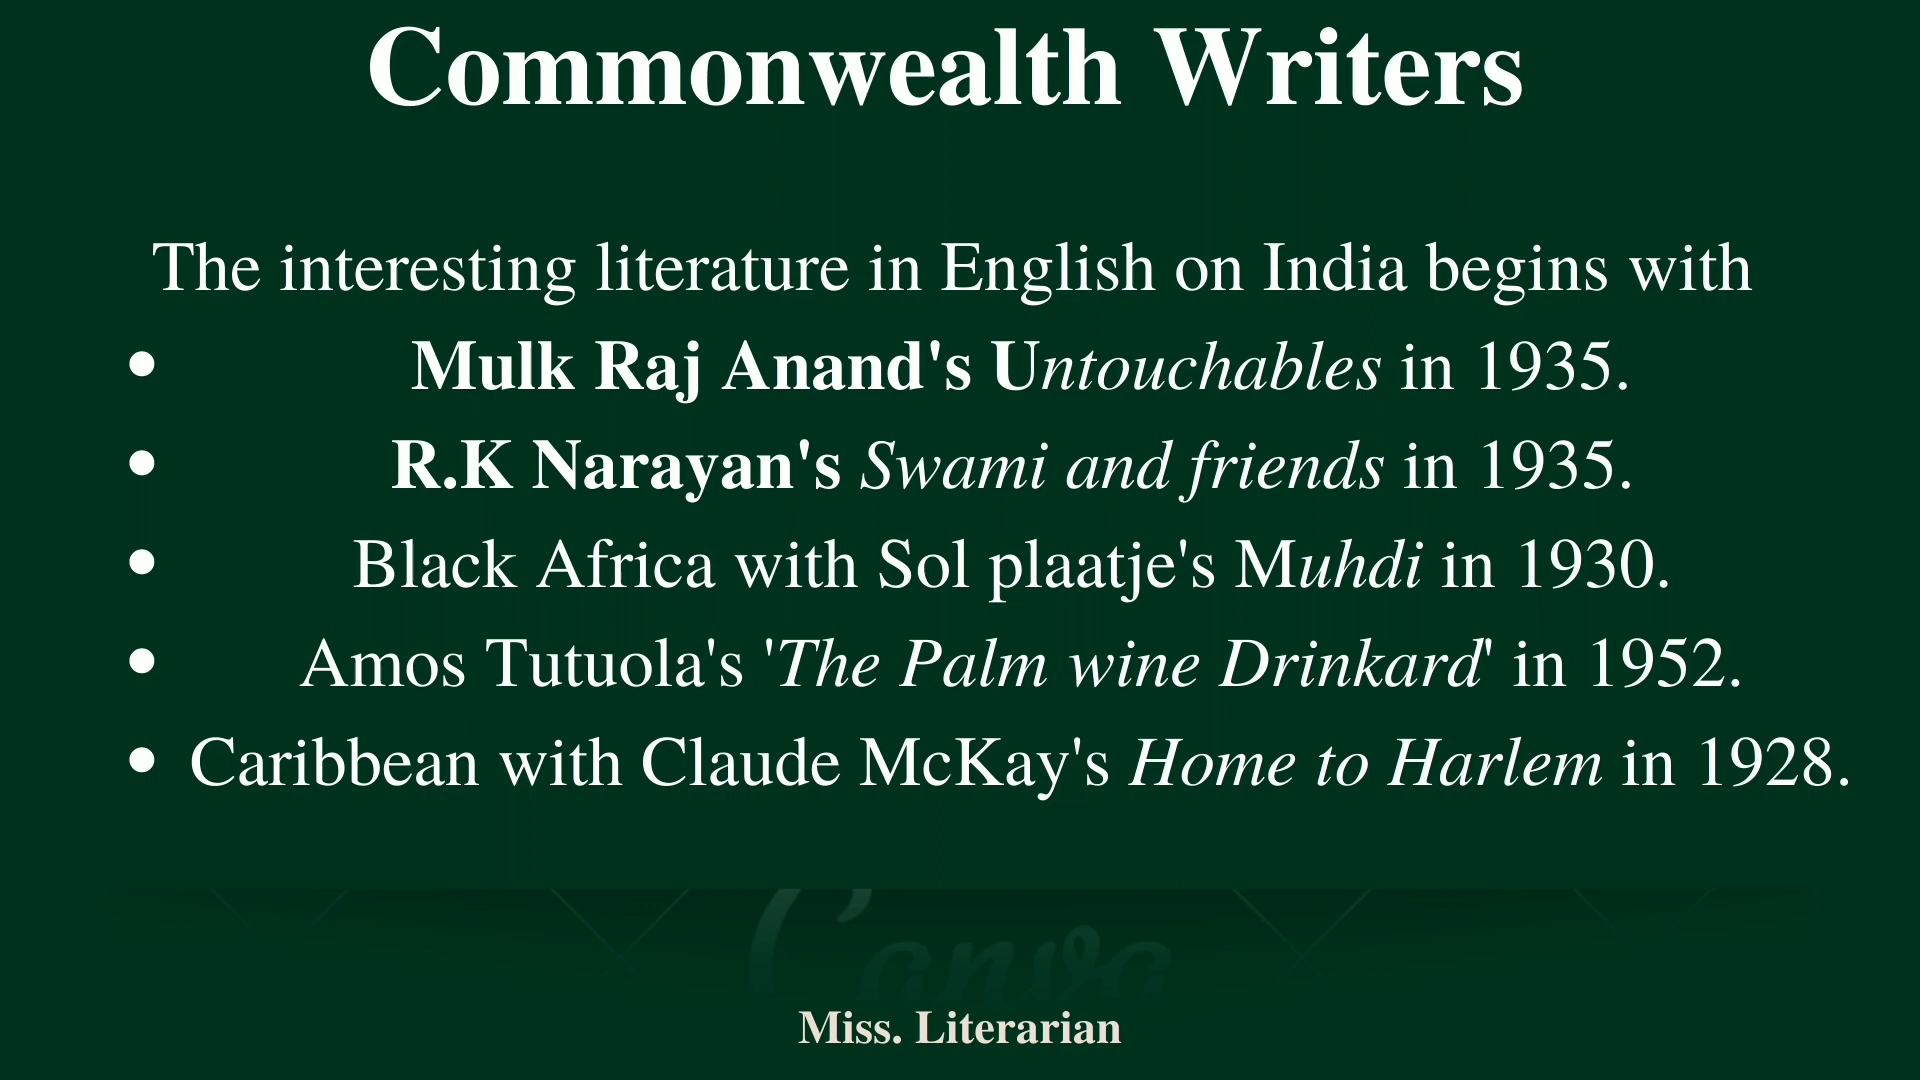 Commonwealth Writers
The interesting literature in English on India begins with
• Mulk Raj Anand's Untouchables in 1935.
• R.K Narayan's Swami and friends in 1935.
• Black Africa with Sol plaatje's Muhdi in 1930.
• Amos Tutuola's 'The Palm wine Drinkard' in 1952.
• Caribbean with Claude McKay's Home to Harlem in 1928.
Canva
Miss. Literarian